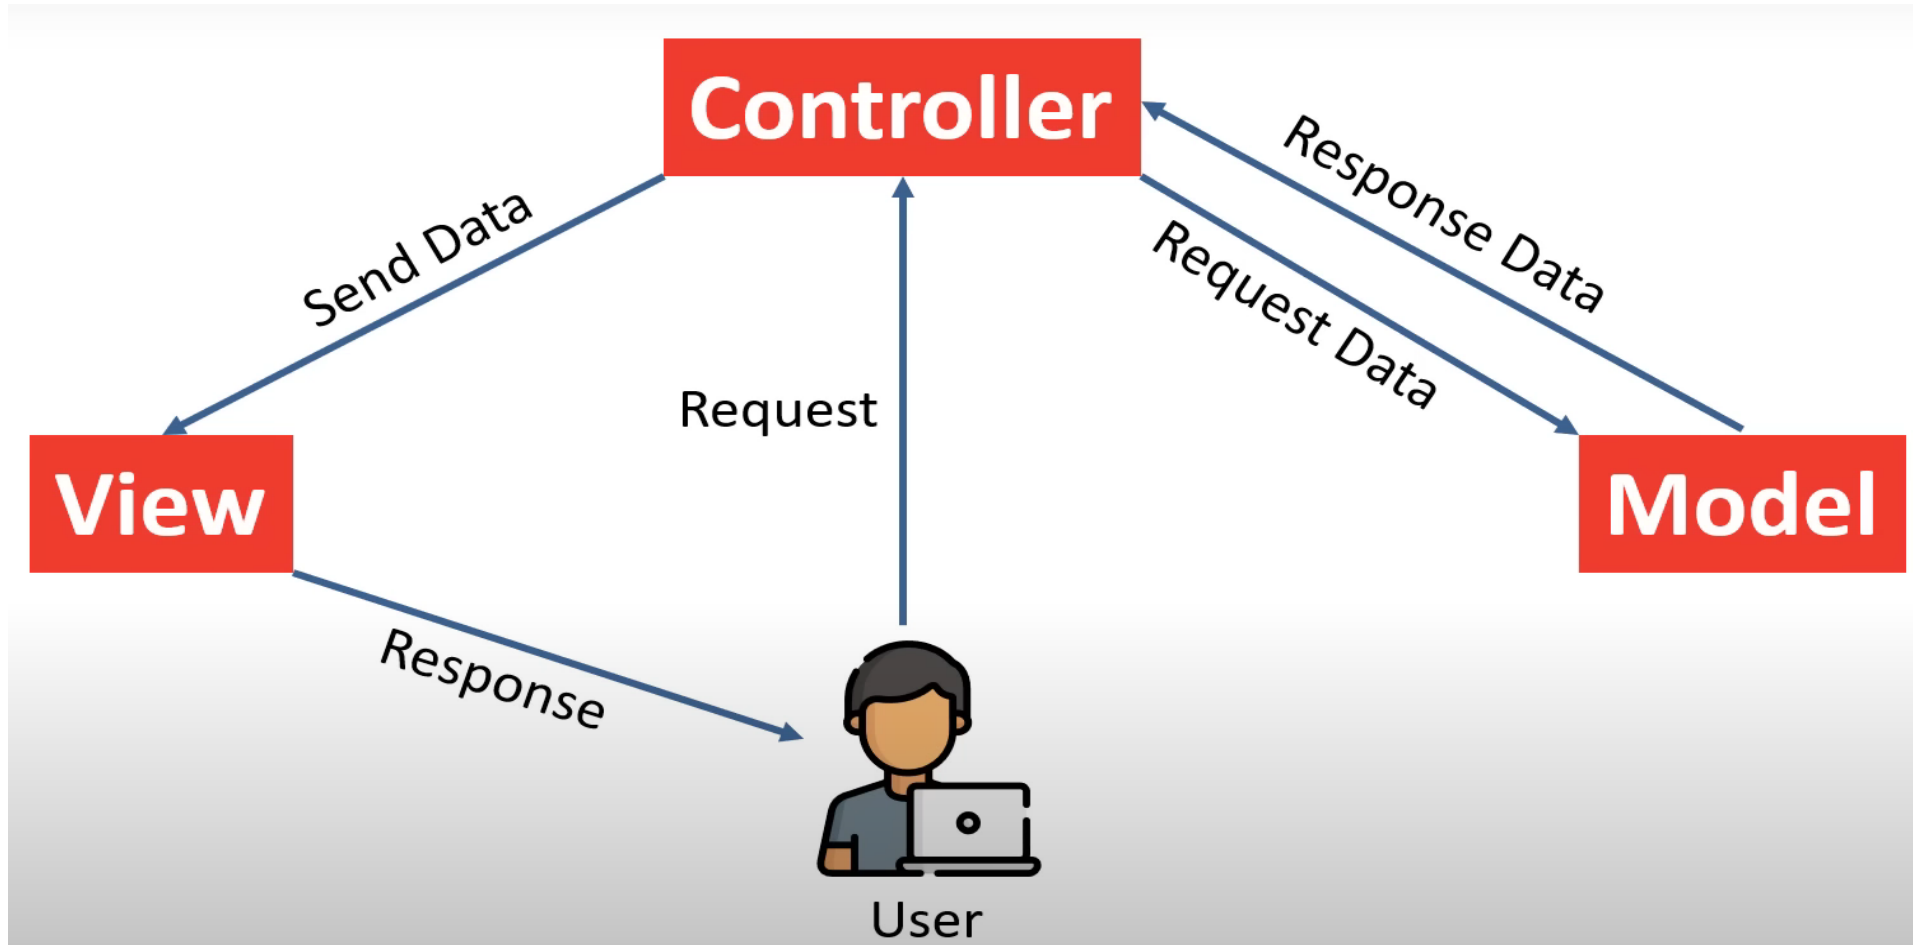 Controller
Send Data
Response Data
Request Data
Request
View
Model
Response
User